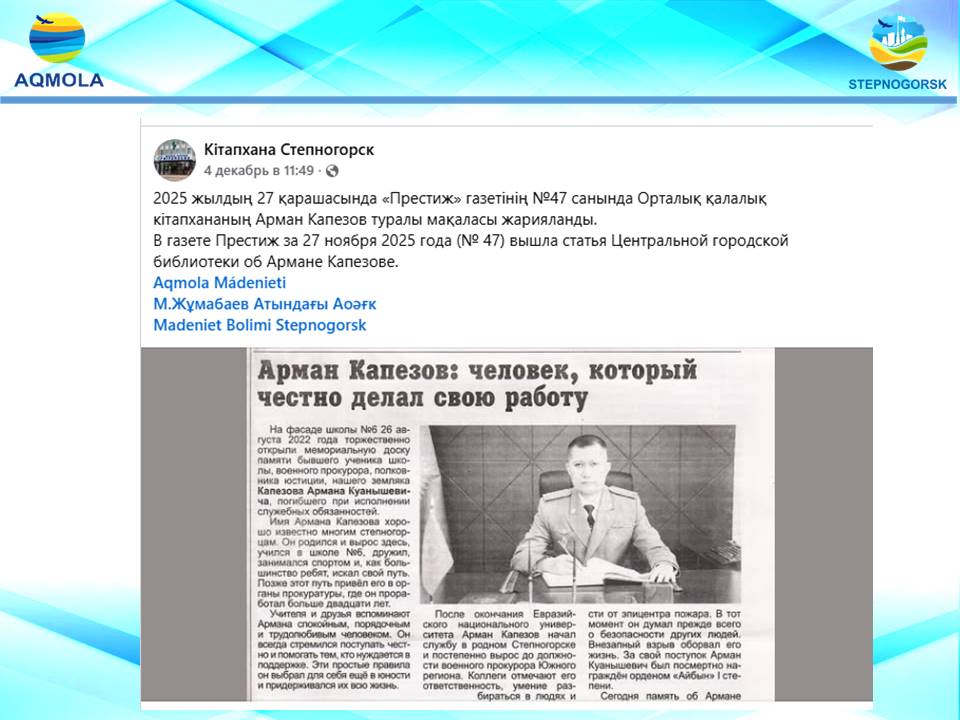 AQMOLA
STEPNOGORSK
Кітапхана Степногорск
4 декабрь в 11:49 ·
2025 жылдың 27 қарашасында «Престиж» газетінің №47 санында Орталық қалалық
кітапхананың Арман Капезов туралы мақаласы жарияланды.
В газете Престиж за 27 ноября 2025 года (№ 47) вышла статья Центральной городской
библиотеки об Армане Капезове.
Aqmola Mádenieti
М.Жұмабаев Атындағы Аоәғк
Madeniet Bolimi Stepnogorsk
Арман Капезов: человек, который
честно делал свою работу
На фасаде школы №6 26 ав-
густа 2022 года торжественно
открыли мемориальную доску
памяти бывшего ученика шко-
лы, военного прокурора, полков-
ника юстиции, нашего земляка
Капезова Армана Куанышеви-
ча, погибшего при исполнении
служебных обязанностей.
Имя Армана Капезова хоро-
шо известно многим степногор-
цам. Он родился и вырос здесь,
учился в школе №6, дружил,
занимался спортом и, как боль-
шинство ребят, искал свой путь.
Позже этот путь привёл его в ор-
ганы прокуратуры, где он прора-
ботал больше двадцати лет.
Учителя и друзья вспоминают
Армана спокойным, порядочным
и трудолюбивым человеком. Он
всегда стремился поступать чест-
но и помогать тем, кто нуждается в
поддержке. Эти простые правила
он выбрал для себя ещё в юности
и придерживался их всю жизнь.
После окончания Евразий-
ского национального универ-
ситета Арман Капезов начал
службу в родном Степногорске
и постепенно вырос до должно-
сти военного прокурора Южного
региона. Коллеги отмечают его
ответственность, умение раз-
бираться в людях и
сти от эпицентра пожара. В тот
момент он думал прежде всего
о безопасности других людей.
Внезапный взрыв оборвал его
жизнь. За свой поступок Арман
Куанышевич был посмертно на-
граждён орденом «Айбын» I сте-
пени.
Сегодня память об Армане